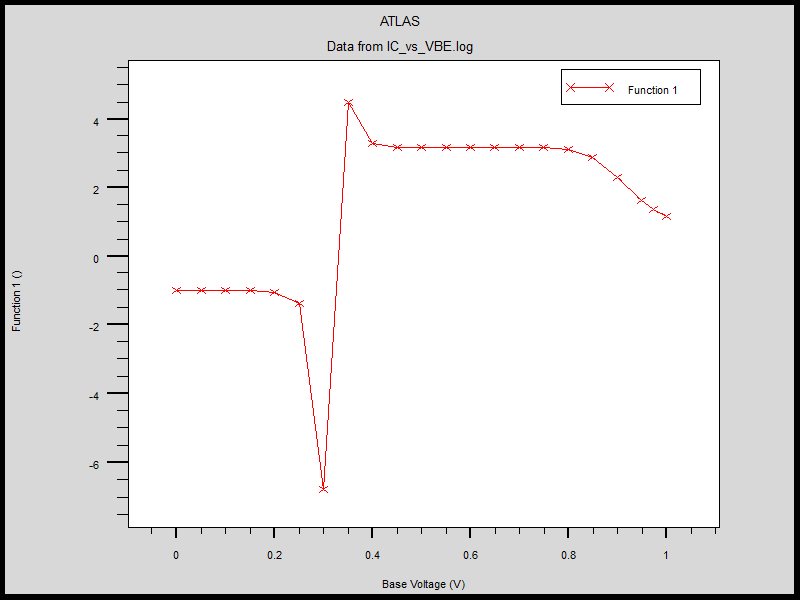 ATLAS
Data from IC_vs_VBE.log
Function 1
4
2
0
-2
-4
-6
Function 1 ()
0 0.2 0.4 0.6 0.8 1
Base Voltage (V)